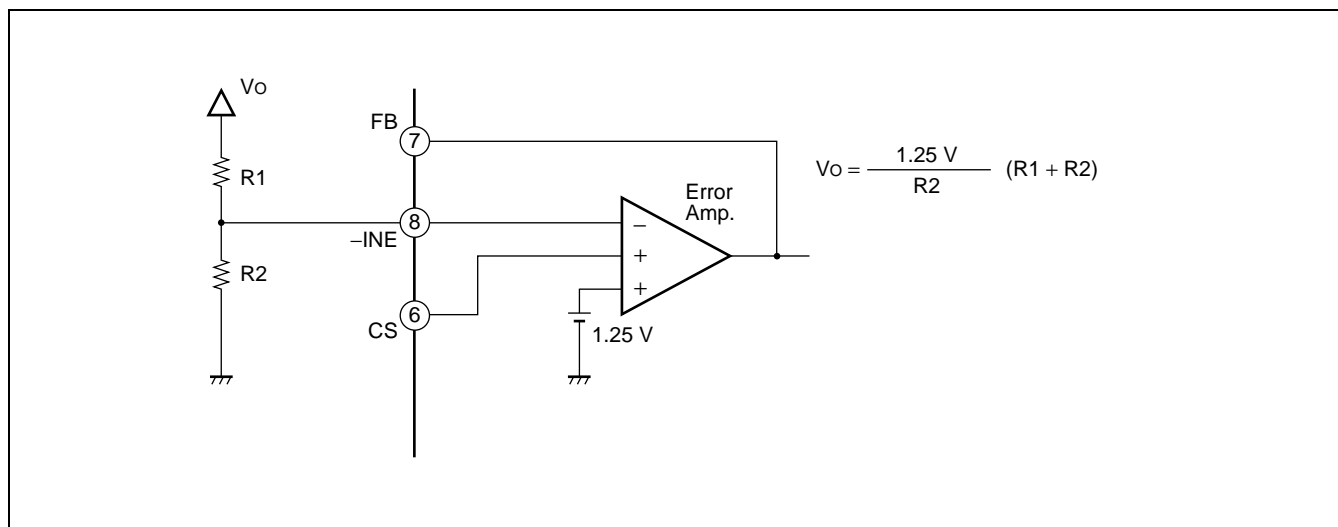 Vo
R1
R2
FB
7
8
−INE
6
CS
Error
Amp.
−
+
+
1.25 V
Vo = 1.25 V / R2 (R1 + R2)